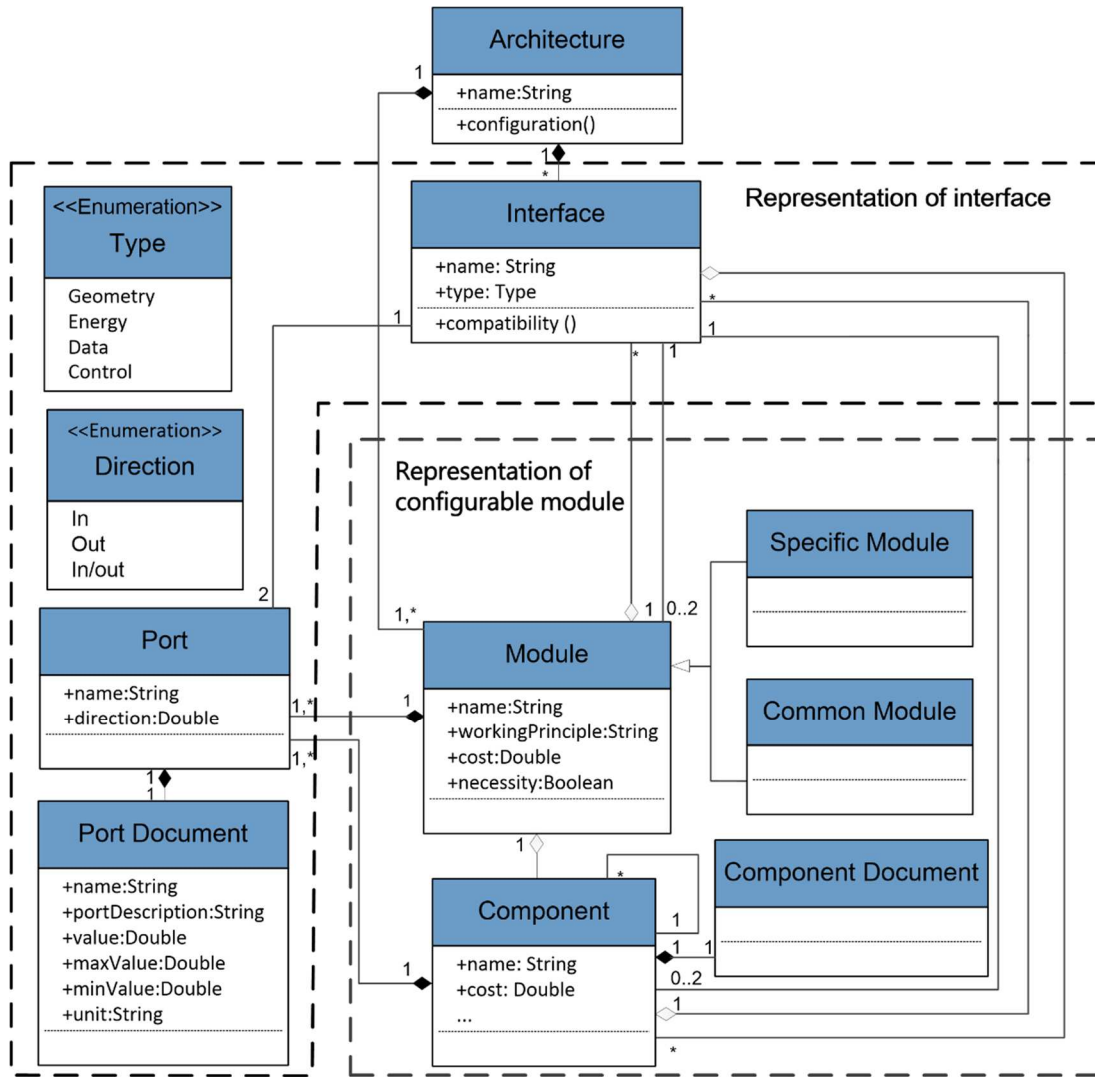 Architecture
+name:String
+configuration()
1
1
*
Representation of interface
<<Enumeration>>
Type
Geometry
Energy
Data
Control
Interface
+name: String
+type: Type
+compatibility ()
1
*
1
*
1
<<Enumeration>>
Direction
In
Out
In/out
Representation of
configurable module
Specific Module
Common Module
2
1,*
1
0..2
Port
+name:String
+direction:Double
1,*
1
1,*
Module
+name:String
+workingPrinciple:String
+cost:Double
+necessity:Boolean
1
1
1
Port Document
+name:String
+portDescription:String
+value:Double
+maxValue:Double
+minValue:Double
+unit:String
1
*
1
Component
+name: String
+cost: Double
...
1
1
0..2
1
*
1
Component Document